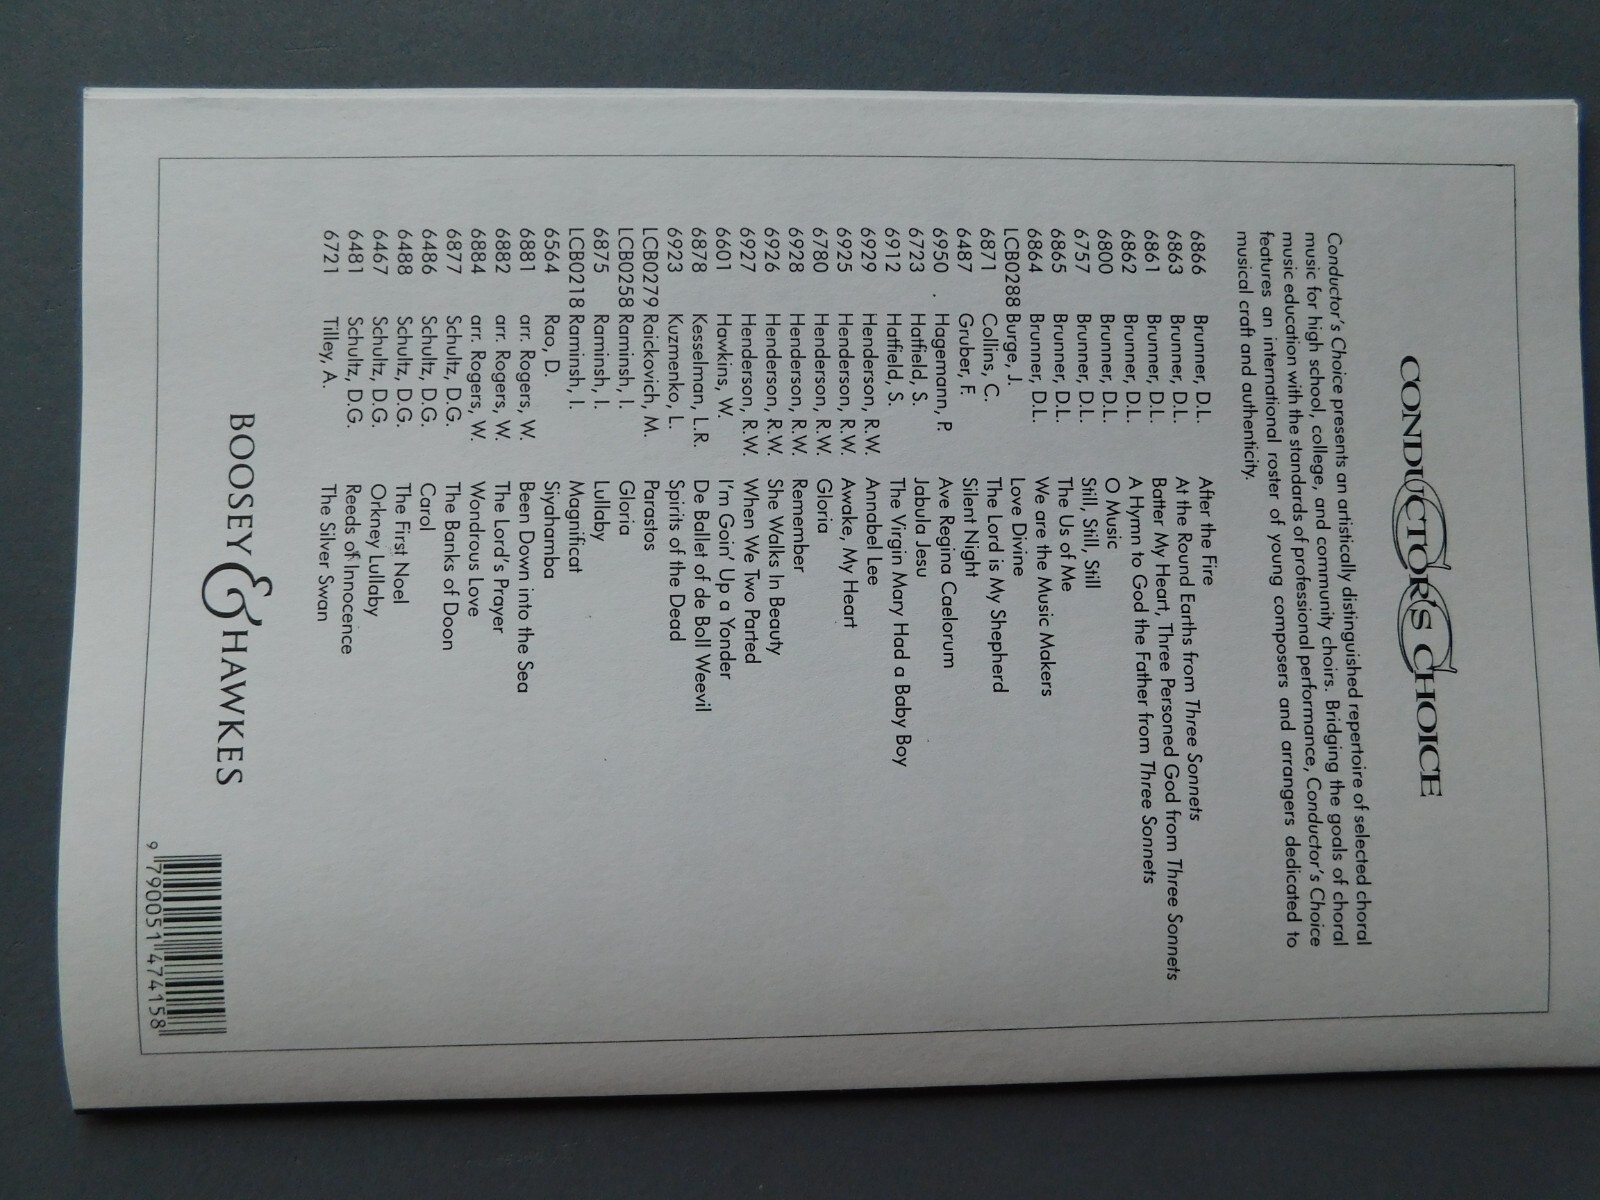 CONDUCTOR'S CHOICE
Conductor's Choice presents an artistically distinguished repertoire of selected choral
music for high school, college, and community choirs. Bridging the goals of choral
music education with the standards of professional performance, Conductor's Choice
features an international roster of young composers and arrangers dedicated to
musical craft and authenticity.
6866 Brunner, D.L. After the Fire
6863 Brunner, D.L. At the Round Earths from Three Sonnets
6861 Brunner, D.L. Batter My Heart, Three Personed God from Three Sonnets
6862 Brunner, D.L. A Hymn to God the Father from Three Sonnets
6800 Brunner, D.L. O Music
6757 Brunner, D.L. Still, Still, Still
6865 Brunner, D.L. The Us of Me
6864 Brunner, D.L. We are the Music Makers
LCB0288 Burge, J. Love Divine
6871 Collins, C. The Lord is My Shepherd
6487 Gruber, F. Silent Night
6950 Hagemann, P. Ave Regina Caelorum
6723 Hatfield, S. Jabula Jesu
6912 Hatfield, S. The Virgin Mary Had a Baby Boy
6929 Henderson, R.W. Annabel Lee
6925 Henderson, R.W. Awake, My Heart
6780 Henderson, R.W. Gloria
6928 Henderson, R.W. Remember
6926 Henderson, R.W. She Walks In Beauty
6927 Henderson, R.W. When We Two Parted
6601 Hawkins, W. I'm Goin' Up a Yonder
6878 Kesselman, L.R. De Ballet of de Boll Weevil
6923 Kuzmenko, L. Spirits of the Dead
LCB0279 Raickovich, M. Parastos
LCB0258 Raminsh, I. Gloria
6875 Raminsh, I. Lullaby
LCB0218 Raminsh, I. Magnificat
6564 Rao, D. Siyahamba
6881 arr. Rogers, W. Been Down into the Sea
6882 arr. Rogers, W. The Lord's Prayer
6884 arr. Rogers, W. Wondrous Love
6877 Schultz, D.G. The Banks of Doon
6486 Schultz, D.G. Carol
6488 Schultz, D.G. The First Noel
6467 Schultz, D.G. Orkney Lullaby
6481 Schultz, D.G. Reeds of Innocence
6721 Tilley, A. The Silver Swan
BOOSEY & HAWKES
9 790051 474158